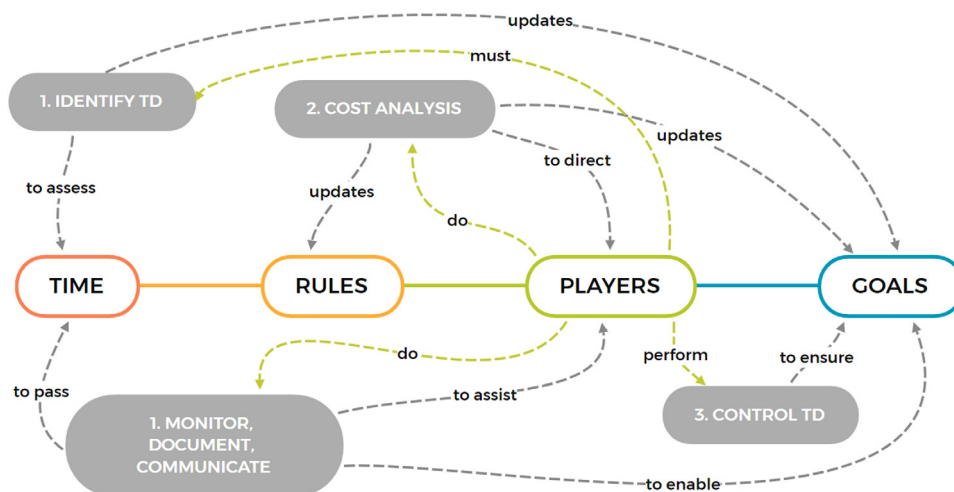 updates
must
1. IDENTIFY TD
2. COST ANALYSIS
updates
to direct
to assess
updates
do
TIME
RULES
PLAYERS
GOALS
do
perform
to ensure
to pass
to assist
1. MONITOR,
DOCUMENT,
COMMUNICATE
3. CONTROL TD
to enable